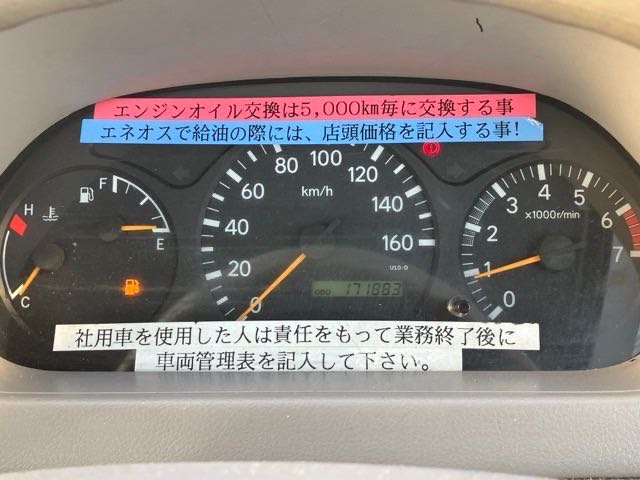 エンジンオイル交換は5,000km毎に交換する事
エネオスで給油の際には、店頭価格を記入する事!
F
E
H
C
0
20
40
60
80
100
120
140
160
km/h
U10-D
ODO 171883
0
1
2
3
4
5
6
7
x1000r/min
社用車を使用した人は責任をもって業務終了後に
車両管理表を記入して下さい。